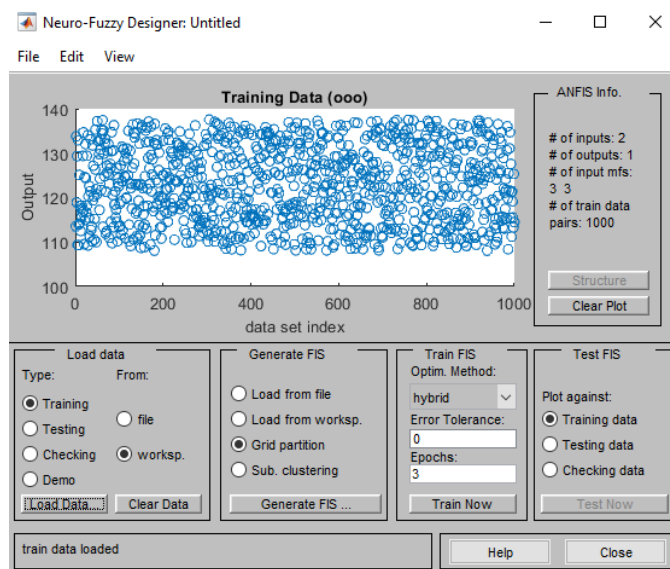 Neuro-Fuzzy Designer: Untitled
File Edit View
Training Data (ooo)
140
130
120
110
100
Output
0 200 400 600 800 1000
data set index
ANFIS Info.
# of inputs: 2
# of outputs: 1
# of input mfs:
3 3
# of train data
pairs: 1000
Structure
Clear Plot
Load data
Type: From:
Training
Testing
Checking
Demo
file
worksp.
Load Data... Clear Data
Generate FIS
Load from file
Load from worksp.
Grid partition
Sub. clustering
Generate FIS ...
Train FIS
Optim. Method:
hybrid
Error Tolerance:
0
Epochs:
3
Train Now
Test FIS
Plot against:
Training data
Testing data
Checking data
Test Now
train data loaded
Help Close